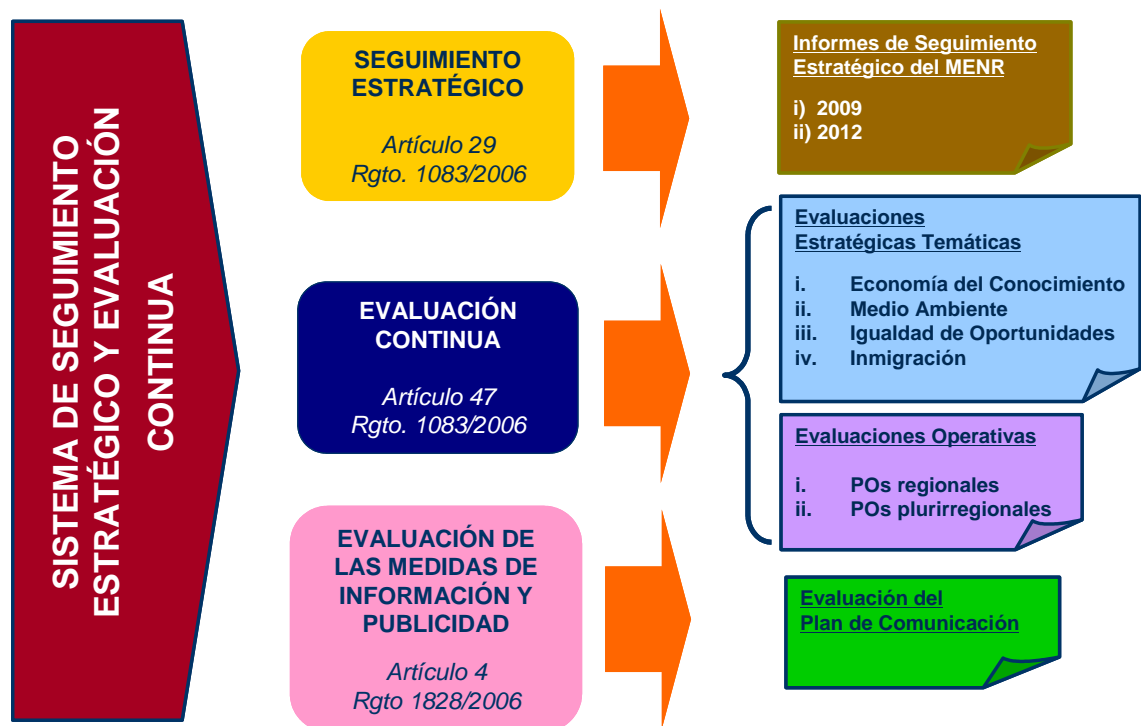 SISTEMA DE SEGUIMIENTO
ESTRATÉGICO Y EVALUACIÓN
CONTINUA
SEGUIMIENTO
ESTRATÉGICO
Artículo 29
Rgto. 1083/2006
Informes de Seguimiento
Estratégico del MENR
i) 2009
ii) 2012
EVALUACIÓN
CONTINUA
Artículo 47
Rgto. 1083/2006
Evaluaciones
Estratégicas Temáticas
i. Economía del Conocimiento
ii. Medio Ambiente
iii. Igualdad de Oportunidades
iv. Inmigración
Evaluaciones Operativas
i. POs regionales
ii. POs plurirregionales
EVALUACIÓN DE
LAS MEDIDAS DE
INFORMACIÓN Y
PUBLICIDAD
Artículo 4
Rgto 1828/2006
Evaluación del
Plan de Comunicación